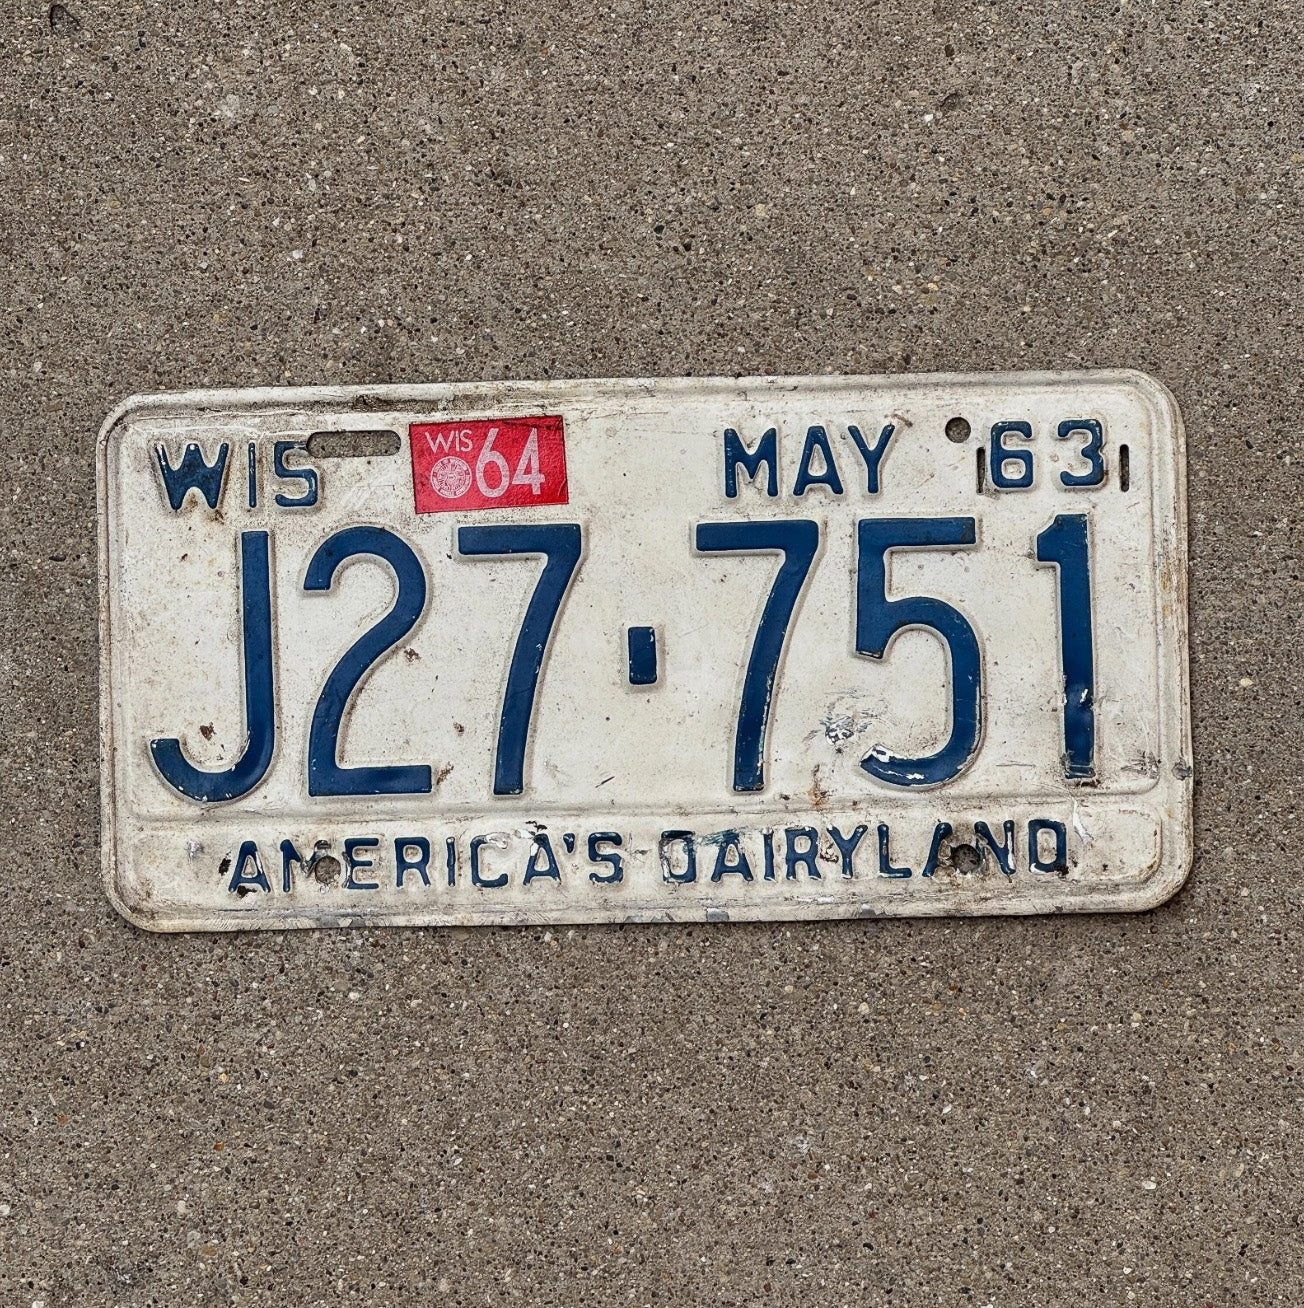 WIS WIS 64 MAY 63
J27-751
AMERICA'S DAIRYLAND